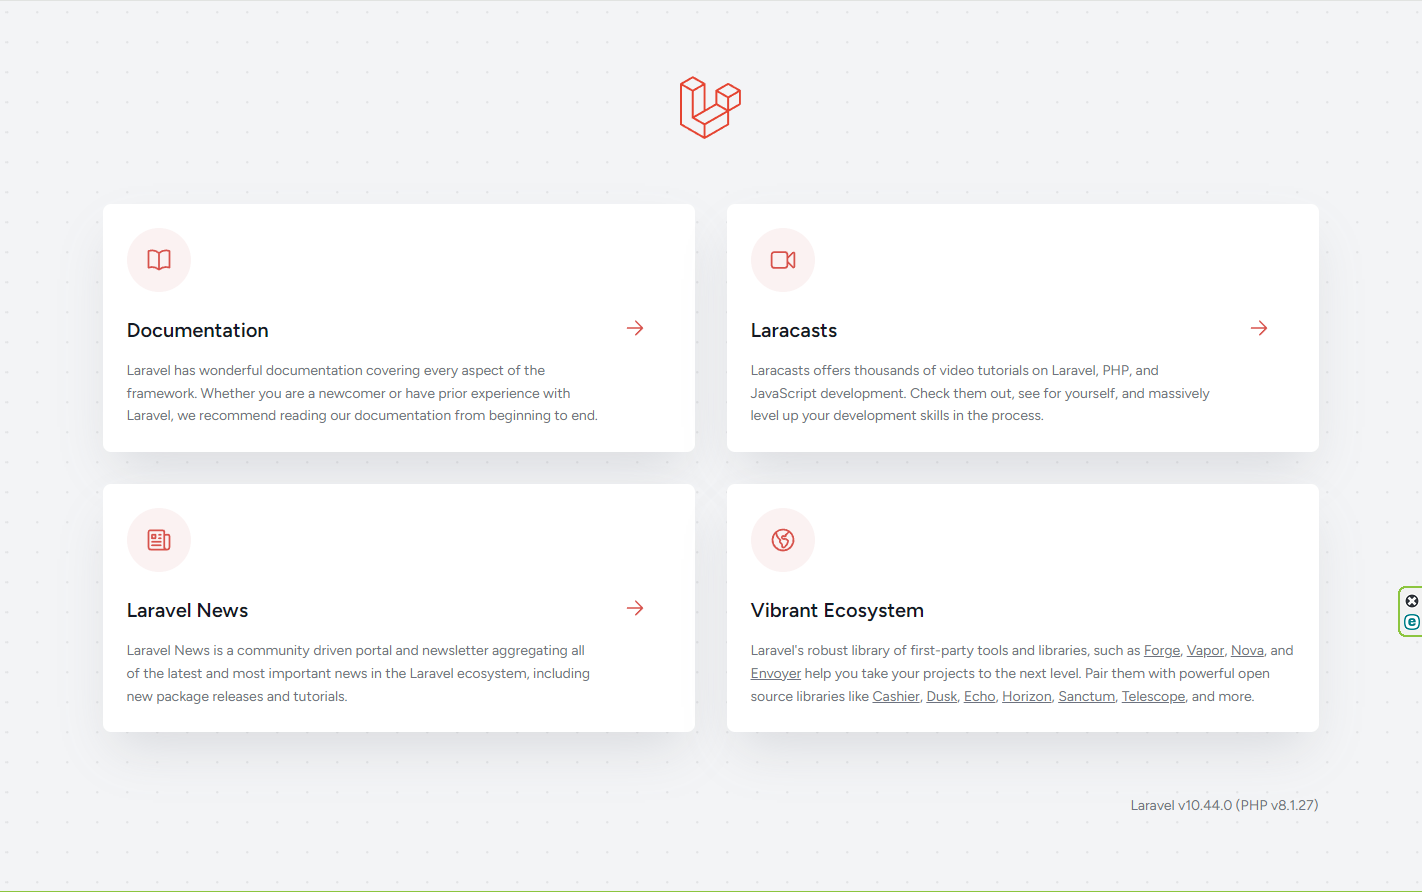 Documentation
Laravel has wonderful documentation covering every aspect of the
framework. Whether you are a newcomer or have prior experience with
Laravel, we recommend reading our documentation from beginning to end.
Laracasts
Laracasts offers thousands of video tutorials on Laravel, PHP, and
JavaScript development. Check them out, see for yourself, and massively
level up your development skills in the process.
Laravel News
Laravel News is a community driven portal and newsletter aggregating all
of the latest and most important news in the Laravel ecosystem, including
new package releases and tutorials.
Vibrant Ecosystem
Laravel's robust library of first-party tools and libraries, such as Forge, Vapor, Nova, and
Envoyer help you take your projects to the next level. Pair them with powerful open
source libraries like Cashier, Dusk, Echo, Horizon, Sanctum, Telescope, and more.
e
Laravel v10.44.0 (PHP v8.1.27)